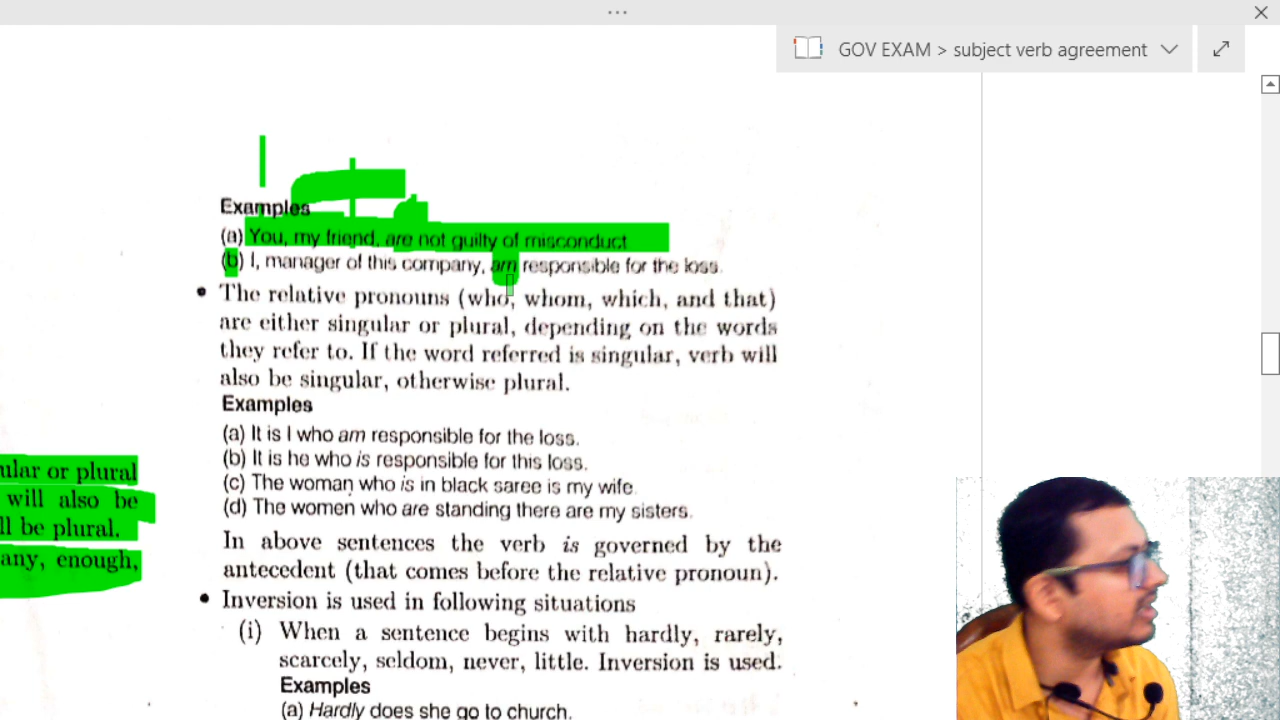 GOV EXAM > subject verb agreement
Examples
(a) You, my friend, are not guilty of misconduct
(b) I, manager of this company, am responsible for the loss.
• The relative pronouns (who, whom, which, and that)
are either singular or plural, depending on the words
they refer to. If the word referred is singular, verb will
also be singular, otherwise plural.
Examples
(a) It is I who am responsible for the loss.
(b) It is he who is responsible for this loss.
(c) The woman who is in black saree is my wife.
(d) The women who are standing there are my sisters.
In above sentences the verb is governed by the
antecedent (that comes before the relative pronoun).
• Inversion is used in following situations
(i) When a sentence begins with hardly, rarely,
scarcely, seldom, never, little. Inversion is used.
Examples
(a) Hardly does she go to church.
ular or plural
will also be
ll be plural.
any, enough,